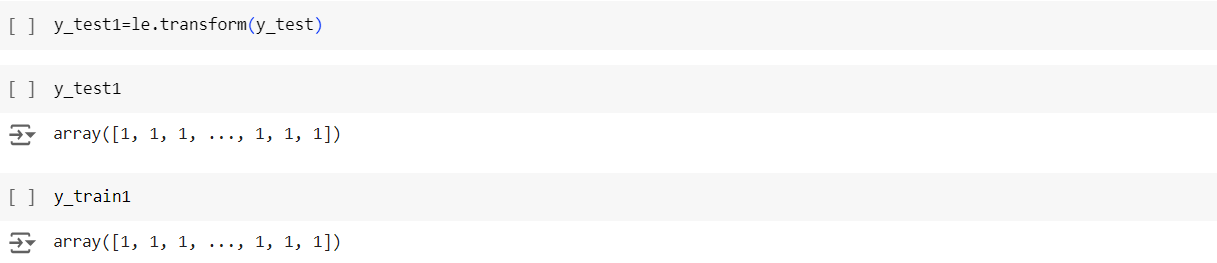 [ ] y_test1=le.transform(y_test)
[ ] y_test1
array([1, 1, 1, ..., 1, 1, 1])
[ ] y_train1
array([1, 1, 1, ..., 1, 1, 1])